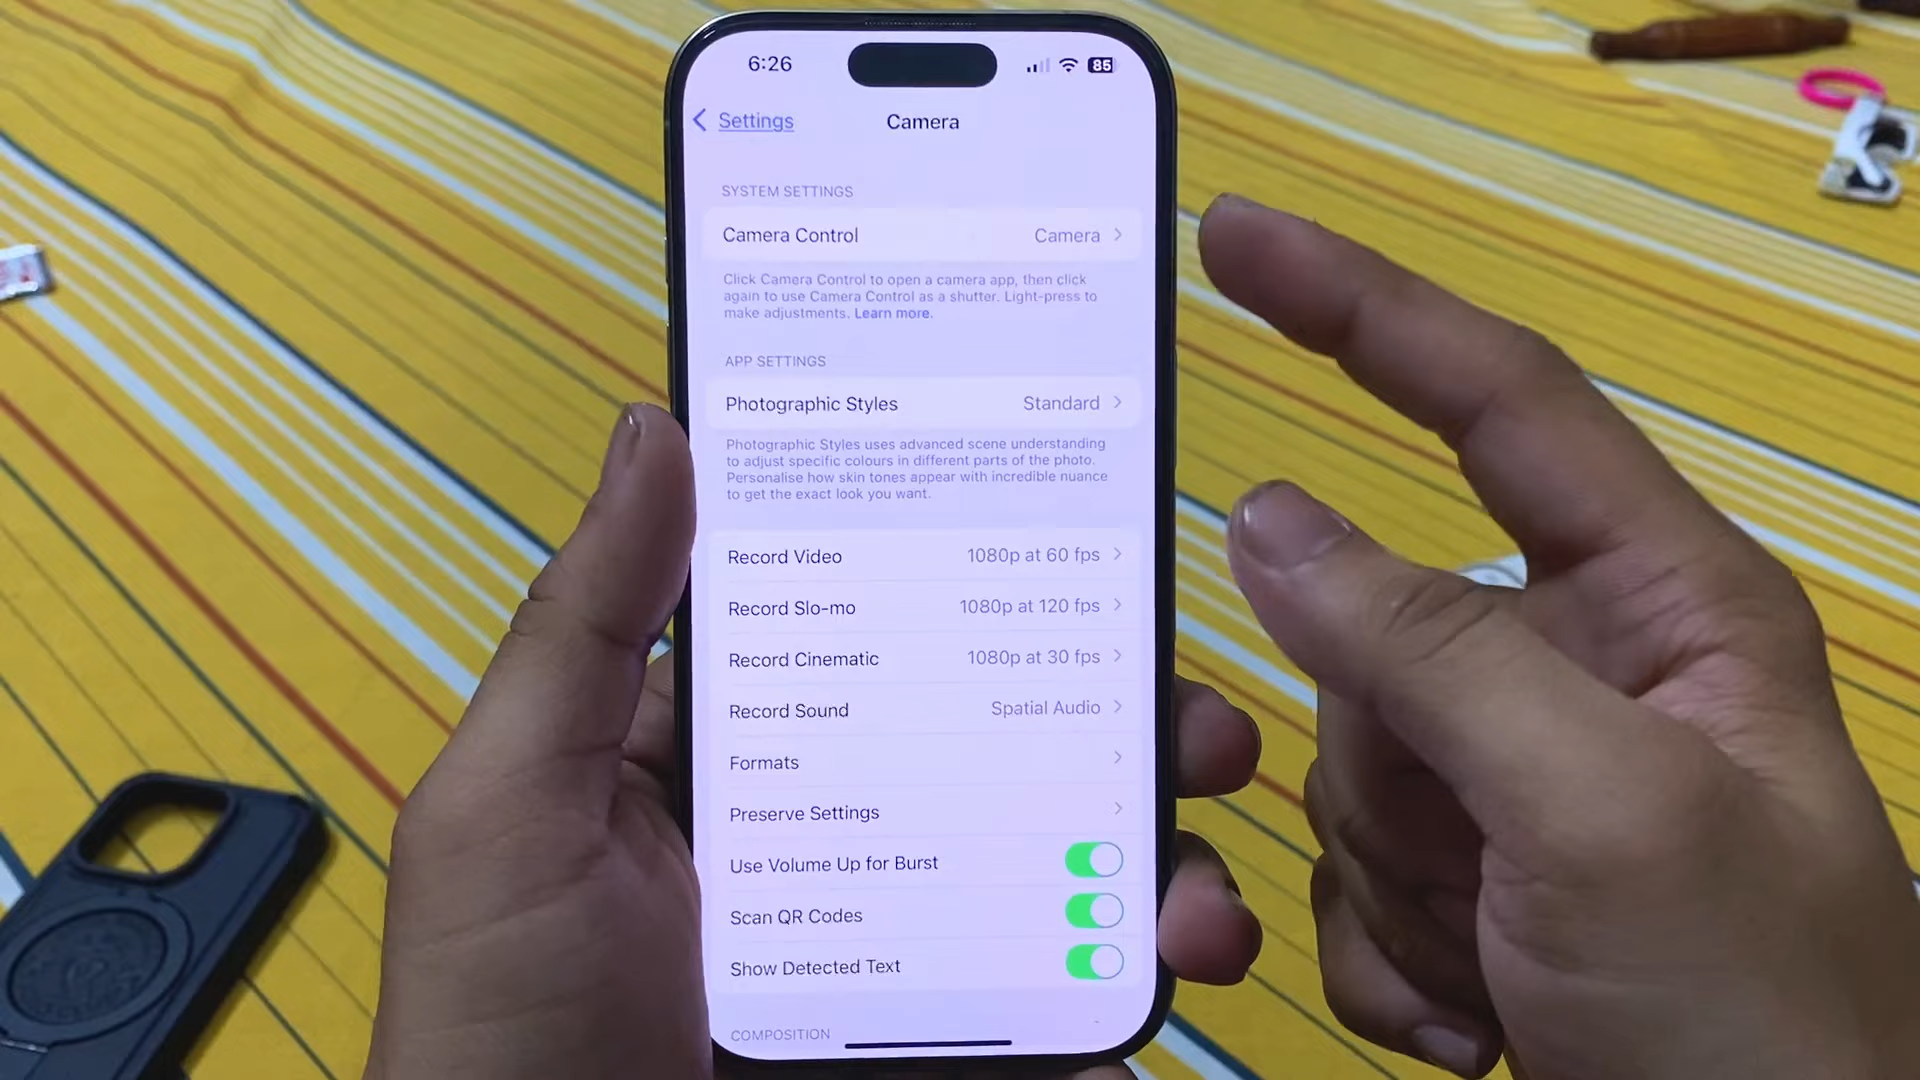 6:26
85
Settings
Camera
SYSTEM SETTINGS
Camera Control Camera
Click Camera Control to open a camera app, then click
again to use Camera Control as a shutter. Light-press to
make adjustments. Learn more.
APP SETTINGS
Photographic Styles Standard
Photographic Styles uses advanced scene understanding
to adjust specific colours in different parts of the photo.
Personalise how skin tones appear with incredible nuance
to get the exact look you want.
Record Video 1080p at 60 fps
Record Slo-mo 1080p at 120 fps
Record Cinematic 1080p at 30 fps
Record Sound Spatial Audio
Formats
Preserve Settings
Use Volume Up for Burst
Scan QR Codes
Show Detected Text
COMPOSITION